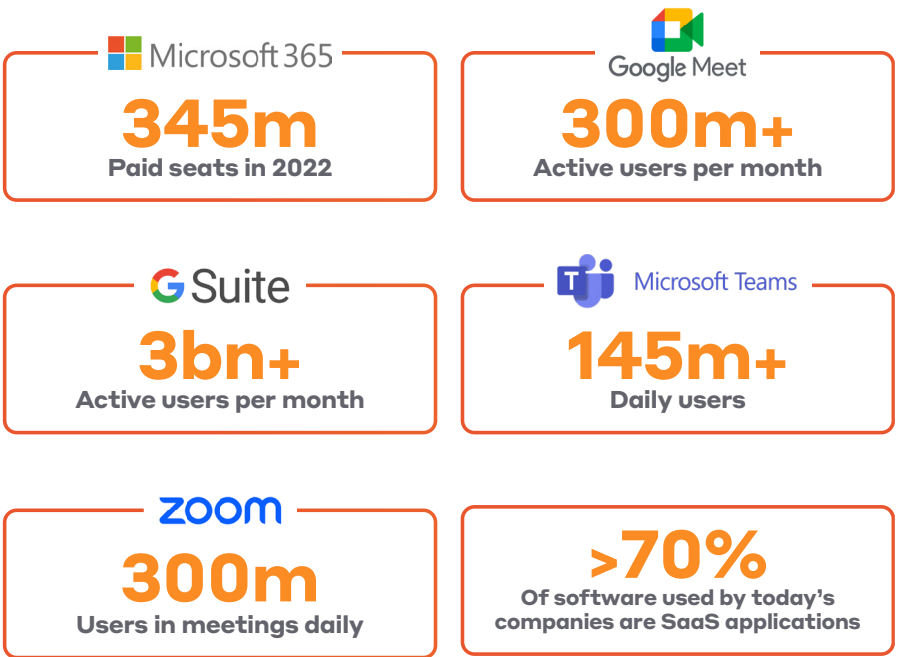 Microsoft 365
345m
Paid seats in 2022
Google Meet
300m+
Active users per month
G Suite
3bn+
Active users per month
T Microsoft Teams
145m+
Daily users
zoom
300m
Users in meetings daily
>70%
Of software used by today's
companies are SaaS applications